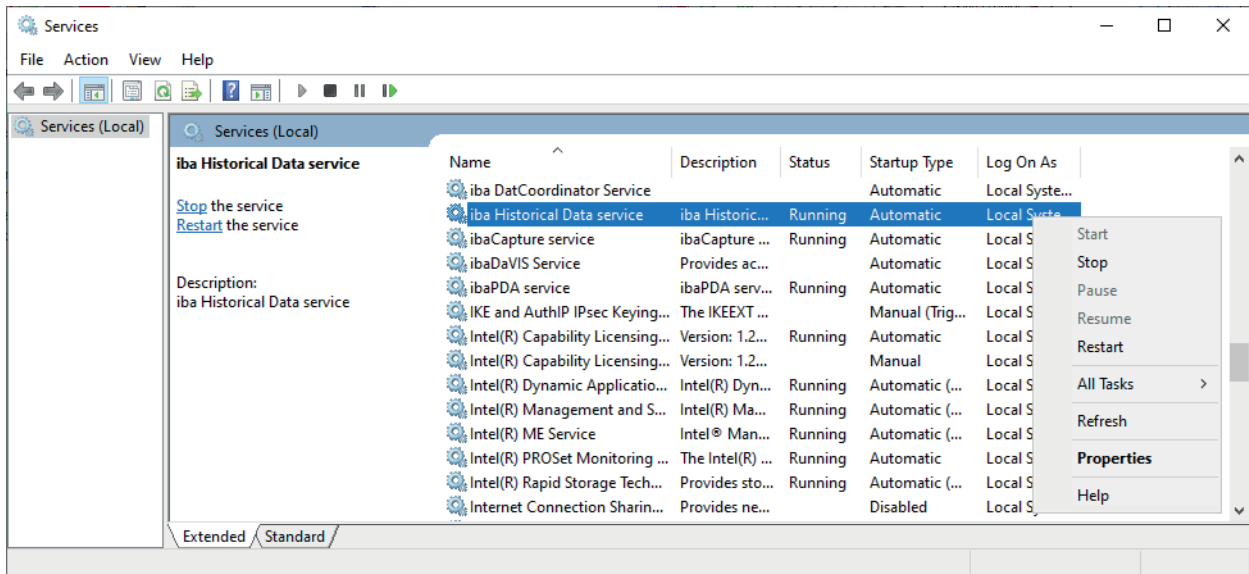 Services
File Action View Help
Services (Local)
Services (Local)
iba Historical Data service
Stop the service
Restart the service
Description:
iba Historical Data service
Name Description Status Startup Type Log On As
iba DatCoordinator Service Automatic Local Syste...
iba Historical Data service iba Historic... Running Automatic Local Syste...
ibaCapture service ibaCapture ... Running Automatic Local S
ibaDaVIS Service Provides ac... Automatic Local S
ibaPDA service ibaPDA serv... Running Automatic Local S
IKE and AuthIP IPsec Keying... The IKEEXT ... Manual (Trig... Local S
Intel(R) Capability Licensing... Version: 1.2... Running Automatic Local S
Intel(R) Capability Licensing... Version: 1.2... Manual Local S
Intel(R) Dynamic Applicatio... Intel(R) Dyn... Running Automatic (... Local S
Intel(R) Management and S... Intel(R) Ma... Running Automatic (... Local S
Intel(R) ME Service Intel® Man... Running Automatic (... Local S
Intel(R) PROSet Monitoring ... The Intel(R) ... Running Automatic Local S
Intel(R) Rapid Storage Tech... Provides sto... Running Automatic (... Local S
Internet Connection Sharin... Provides ne... Disabled Local Sy
Start
Stop
Pause
Resume
Restart
All Tasks
Refresh
Properties
Help
Extended Standard